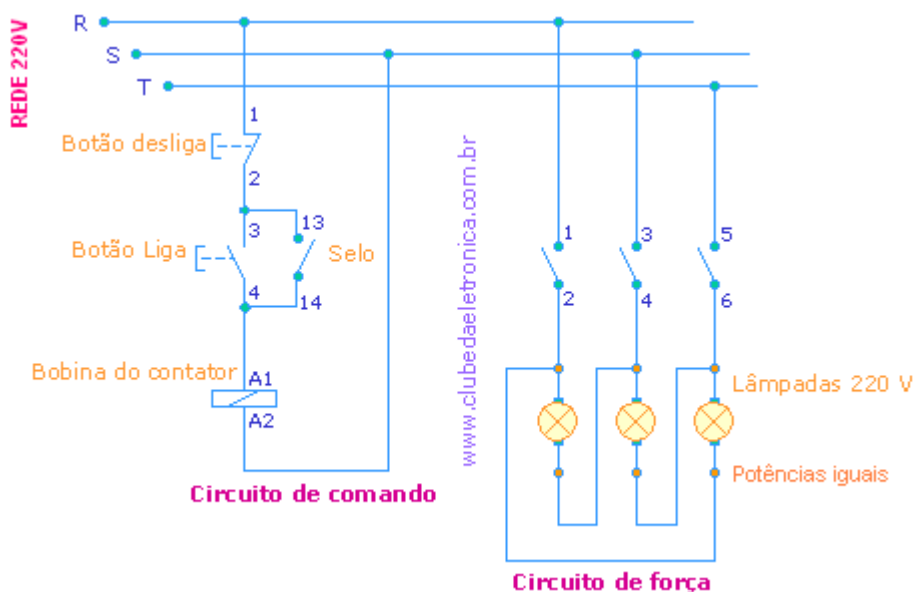 REDE 220V
R
S
T
1
Botão desliga
2
3
13
Botão Liga
Selo
4
14
Bobina do contator
A1
A2
Circuito de comando
www.clubedaeletronica.com.br
1
3
5
2
4
6
Lâmpadas 220 V
Potências iguais
Circuito de força